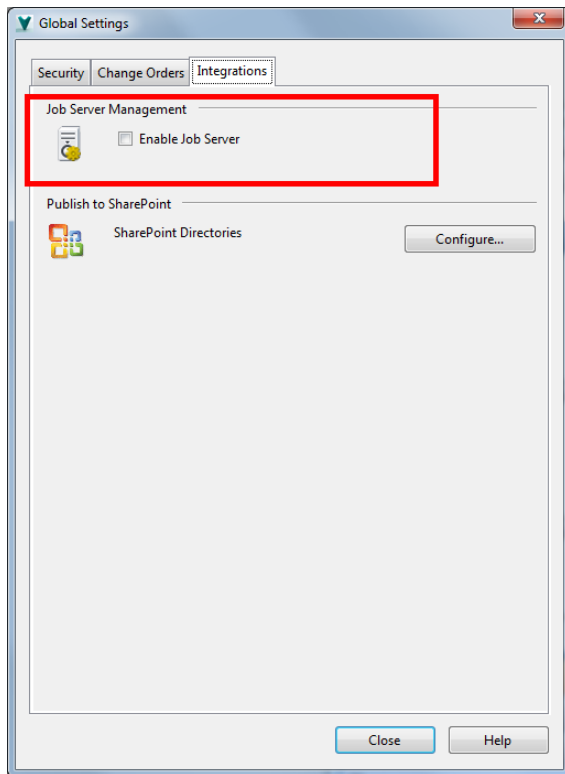 Global Settings
Security Change Orders Integrations
Job Server Management
Enable Job Server
Publish to SharePoint
SharePoint Directories
Configure...
Close Help